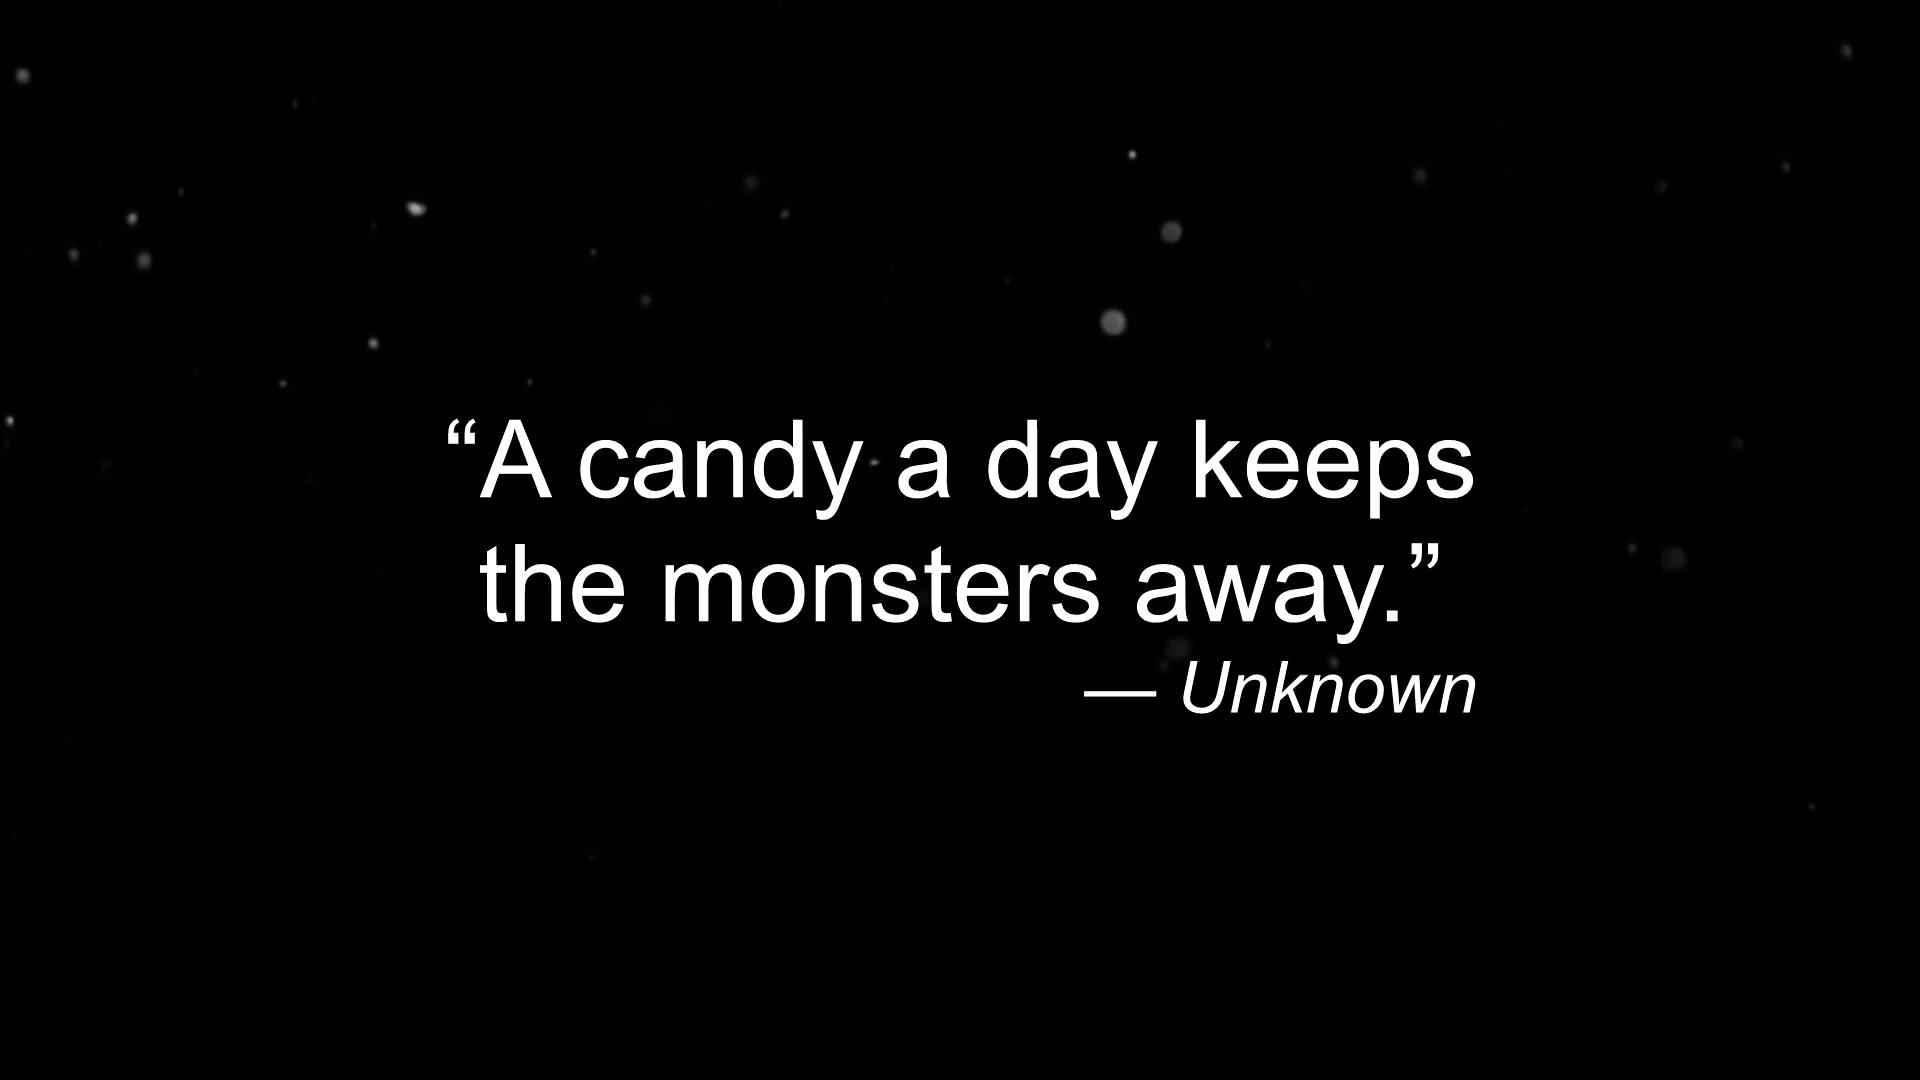 “A candy a day keeps
the monsters away.”
— Unknown